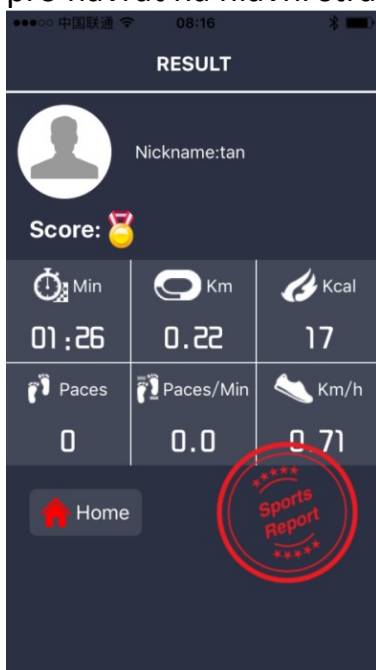 ●●●○○ 中国联通 08:16
RESULT
Nickname:tan
Score:
Min Km Kcal
01:26 0.22 17
Paces Paces/Min Km/h
0 0.0 0.71
Home
Sports
Report